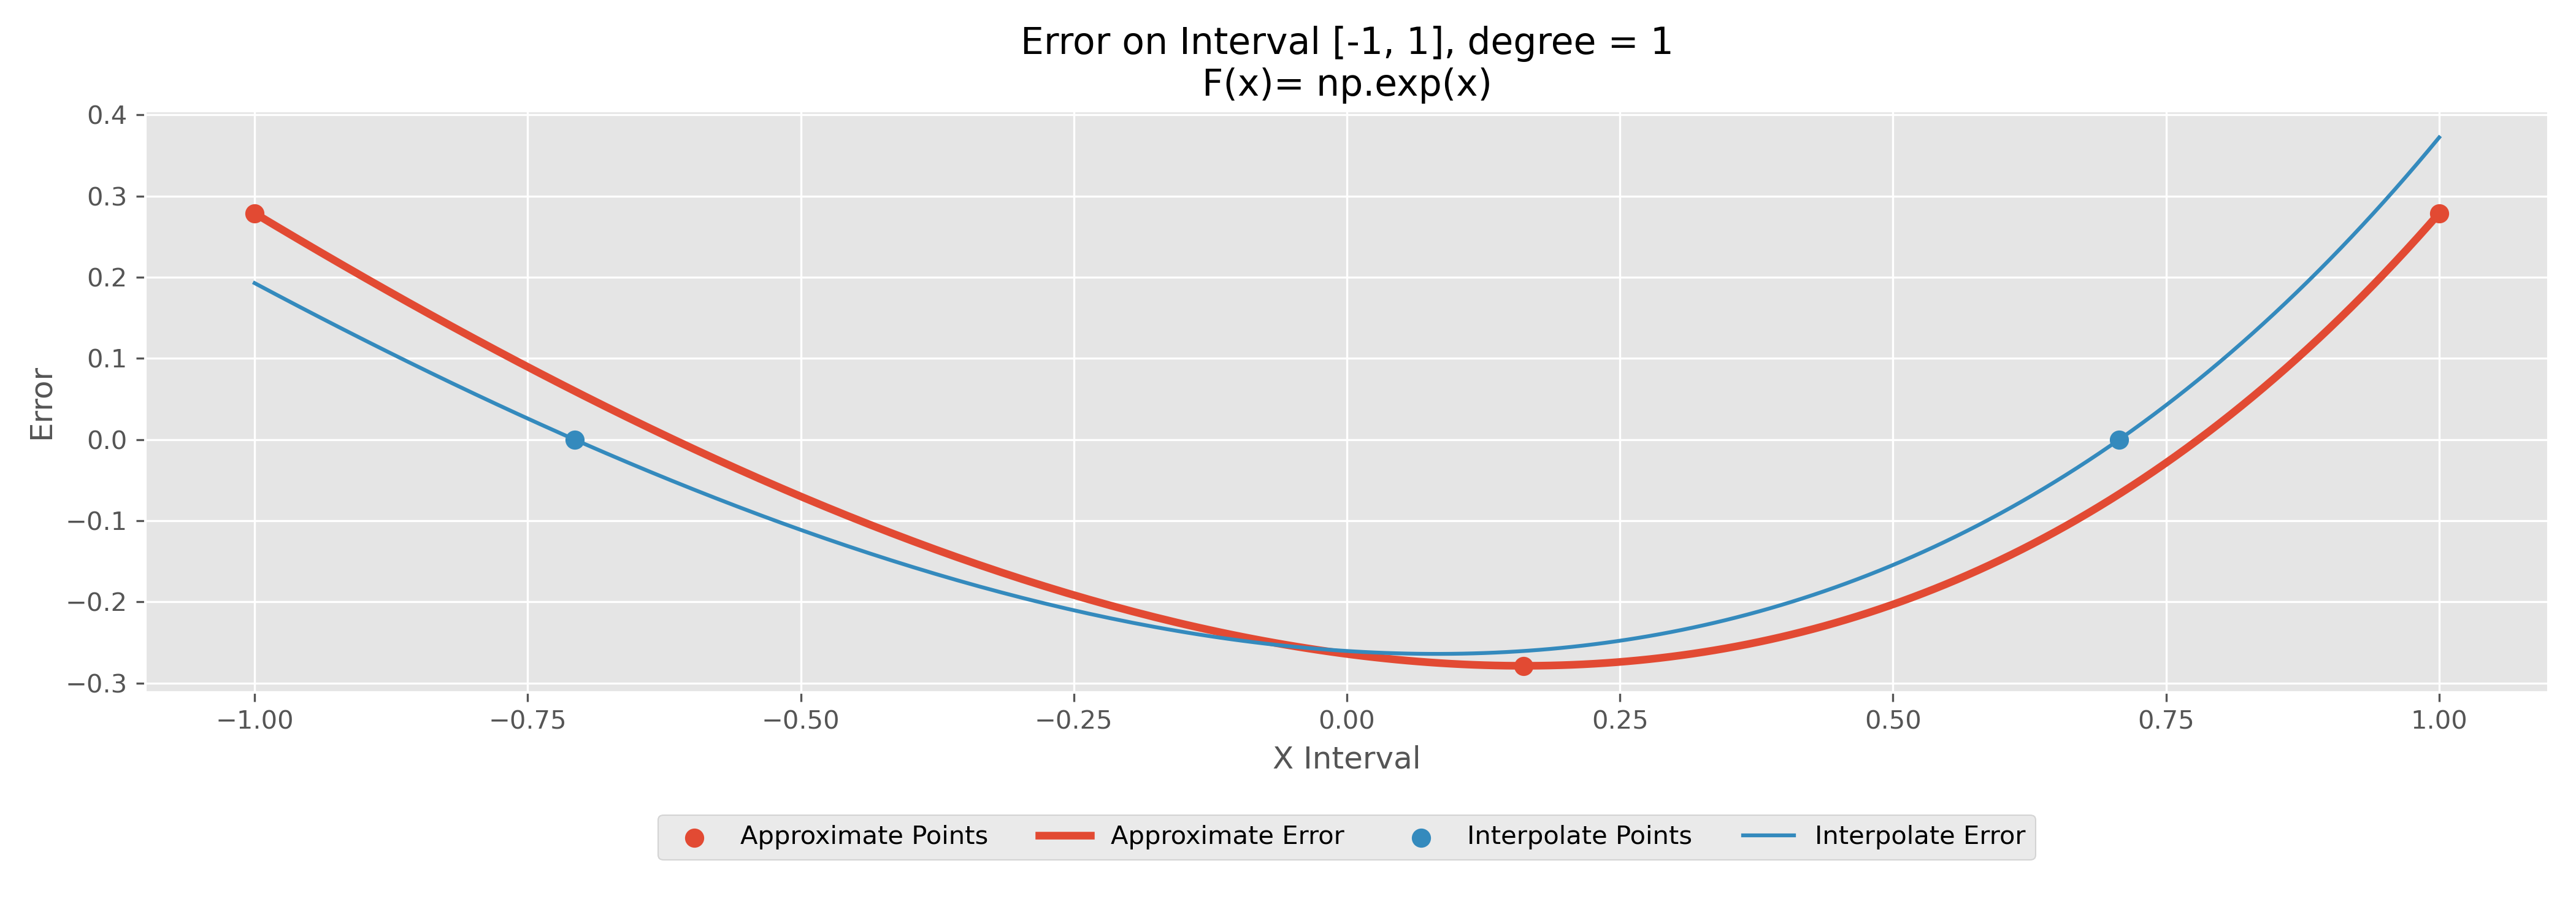 Error on Interval [-1, 1], degree = 1
F(x)= np.exp(x)
0.4
0.3
0.2
0.1
0.0
−0.1
−0.2
−0.3
Error
−1.00 −0.75 −0.50 −0.25 0.00 0.25 0.50 0.75 1.00
X Interval
Approximate Points Approximate Error Interpolate Points Interpolate Error